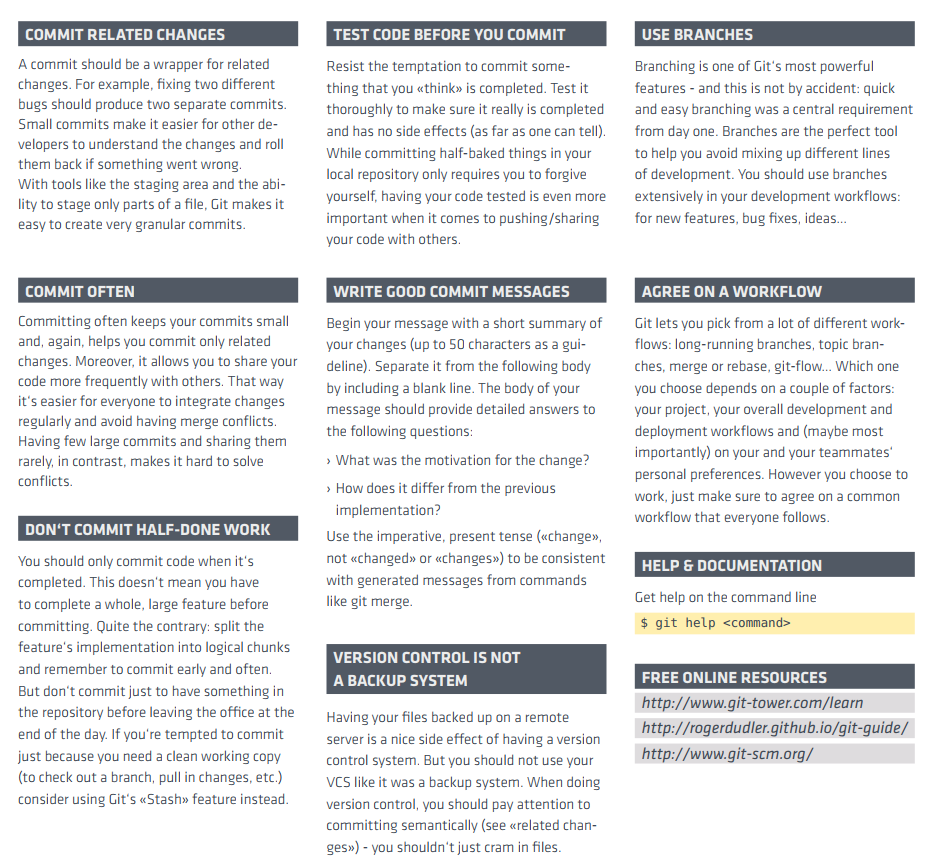 COMMIT RELATED CHANGES
A commit should be a wrapper for related
changes. For example, fixing two different
bugs should produce two separate commits.
Small commits make it easier for other de-
velopers to understand the changes and roll
them back if something went wrong.
With tools like the staging area and the abi-
lity to stage only parts of a file, Git makes it
easy to create very granular commits.
COMMIT OFTEN
Committing often keeps your commits small
and, again, helps you commit only related
changes. Moreover, it allows you to share your
code more frequently with others. That way
it‘s easier for everyone to integrate changes
regularly and avoid having merge conflicts.
Having few large commits and sharing them
rarely, in contrast, makes it hard to solve
conflicts.
DON‘T COMMIT HALF-DONE WORK
You should only commit code when it‘s
completed. This doesn‘t mean you have
to complete a whole, large feature before
committing. Quite the contrary: split the
feature‘s implementation into logical chunks
and remember to commit early and often.
But don‘t commit just to have something in
the repository before leaving the office at the
end of the day. If you‘re tempted to commit
just because you need a clean working copy
(to check out a branch, pull in changes, etc.)
consider using Git‘s «Stash» feature instead.
TEST CODE BEFORE YOU COMMIT
Resist the temptation to commit some-
thing that you «think» is completed. Test it
thoroughly to make sure it really is completed
and has no side effects (as far as one can tell).
While committing half-baked things in your
local repository only requires you to forgive
yourself, having your code tested is even more
important when it comes to pushing/sharing
your code with others.
WRITE GOOD COMMIT MESSAGES
Begin your message with a short summary of
your changes (up to 50 characters as a gui-
deline). Separate it from the following body
by including a blank line. The body of your
message should provide detailed answers to
the following questions:
› What was the motivation for the change?
› How does it differ from the previous
implementation?
Use the imperative, present tense («change»,
not «changed» or «changes») to be consistent
with generated messages from commands
like git merge.
VERSION CONTROL IS NOT
A BACKUP SYSTEM
Having your files backed up on a remote
server is a nice side effect of having a version
control system. But you should not use your
VCS like it was a backup system. When doing
version control, you should pay attention to
committing semantically (see «related chan-
ges») - you shouldn‘t just cram in files.
USE BRANCHES
Branching is one of Git‘s most powerful
features - and this is not by accident: quick
and easy branching was a central requirement
from day one. Branches are the perfect tool
to help you avoid mixing up different lines
of development. You should use branches
extensively in your development workflows:
for new features, bug fixes, ideas...
AGREE ON A WORKFLOW
Git lets you pick from a lot of different work-
flows: long-running branches, topic bran-
ches, merge or rebase, git-flow... Which one
you choose depends on a couple of factors:
your project, your overall development and
deployment workflows and (maybe most
importantly) on your and your teammates‘
personal preferences. However you choose to
work, just make sure to agree on a common
workflow that everyone follows.
HELP & DOCUMENTATION
Get help on the command line
$ git help <command>
FREE ONLINE RESOURCES
http://www.git-tower.com/learn
http://rogerdudler.github.io/git-guide/
http://www.git-scm.org/